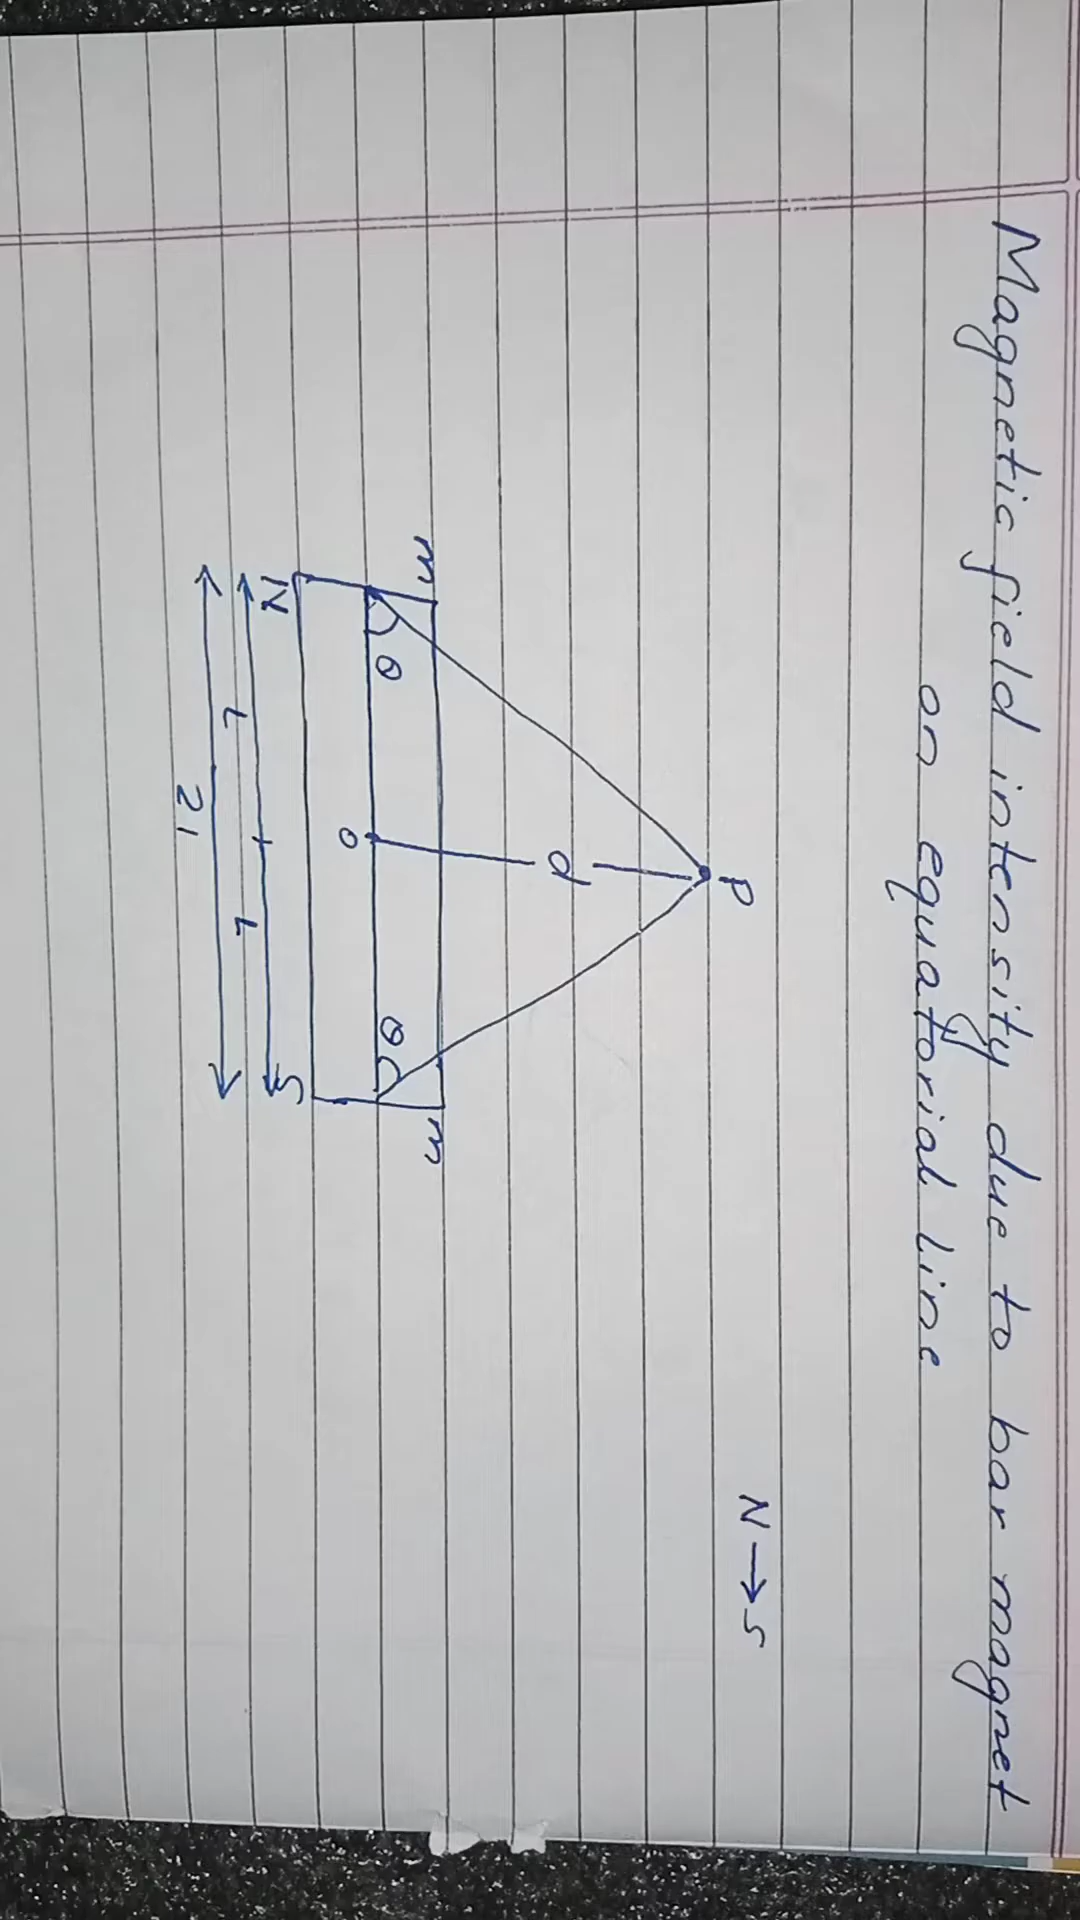 Magnetic field intensity due to bar magnet
on equatorial line
N → S
P
d
m
m
θ
θ
o
N
S
L
L
2l